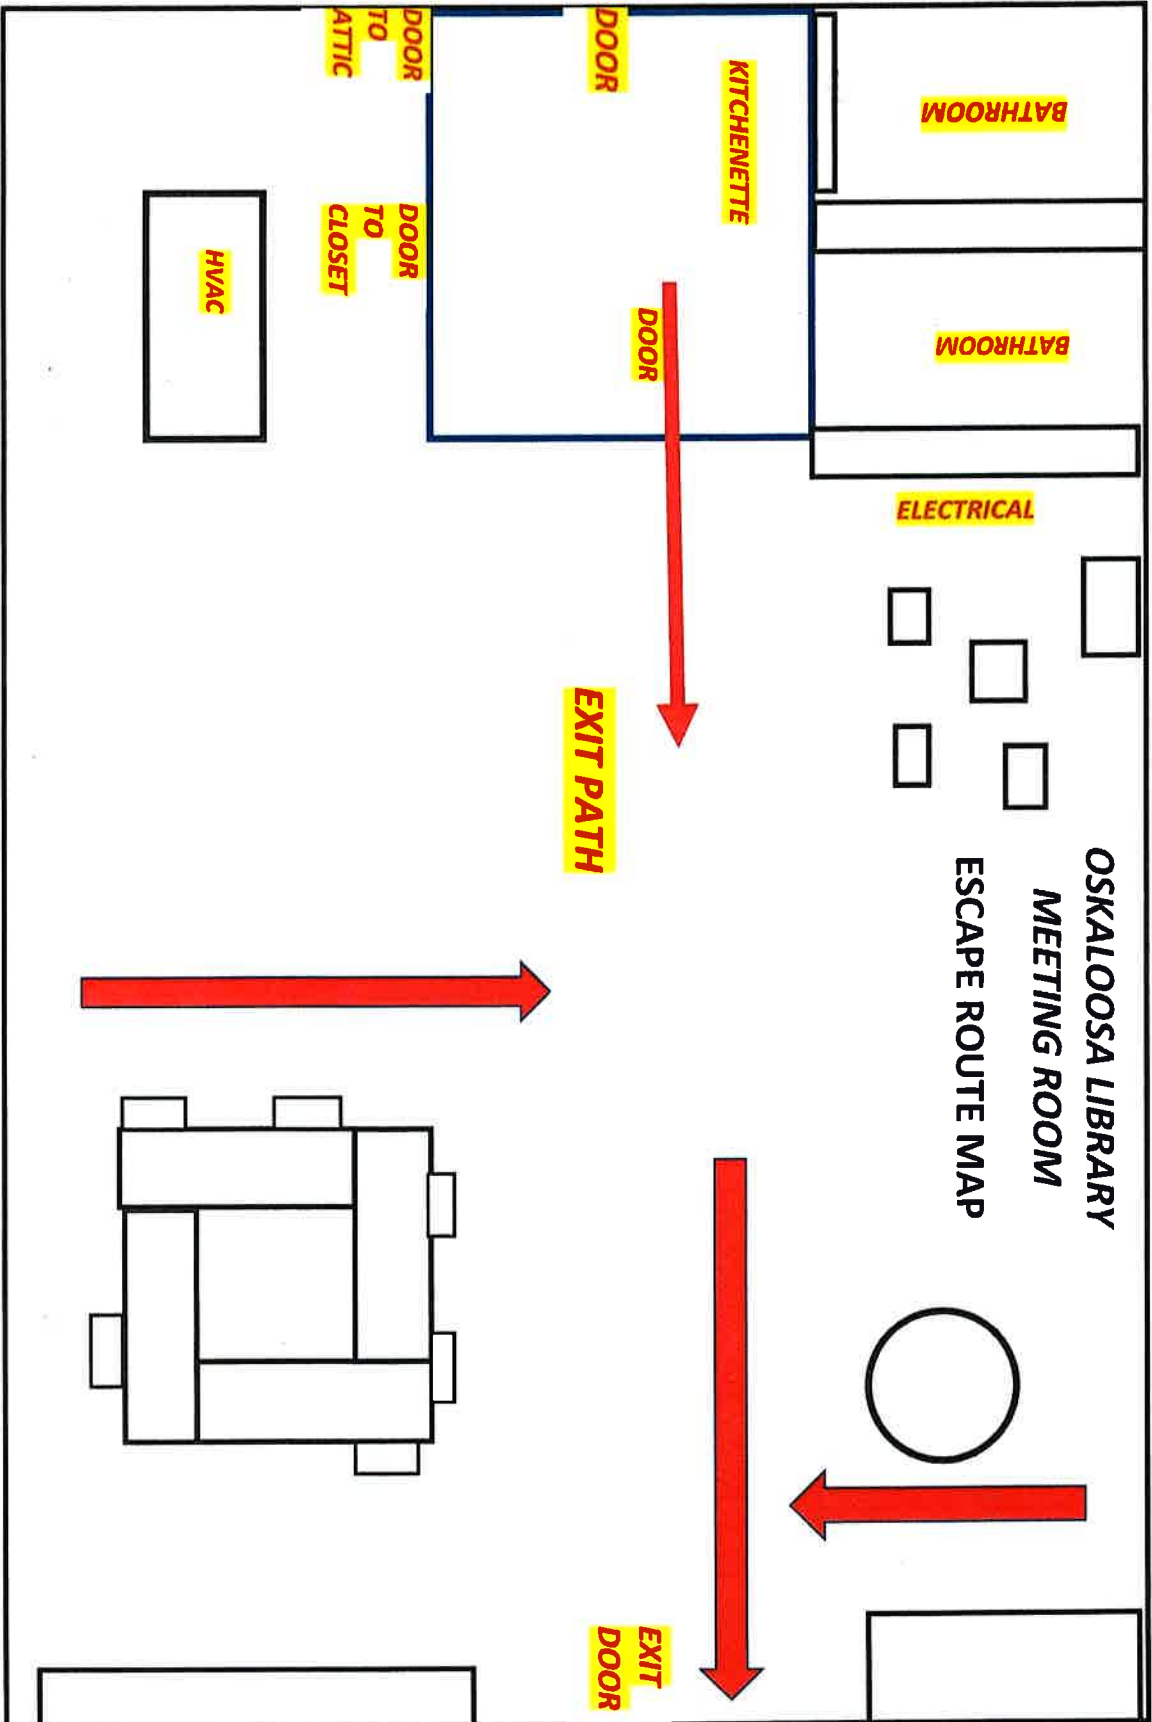 OSKALOOSA LIBRARY
MEETING ROOM
ESCAPE ROUTE MAP
BATHROOM
BATHROOM
ELECTRICAL
KITCHENETTE
DOOR
DOOR
DOOR
TO
ATTIC
DOOR
TO
CLOSET
HVAC
EXIT PATH
EXIT
DOOR